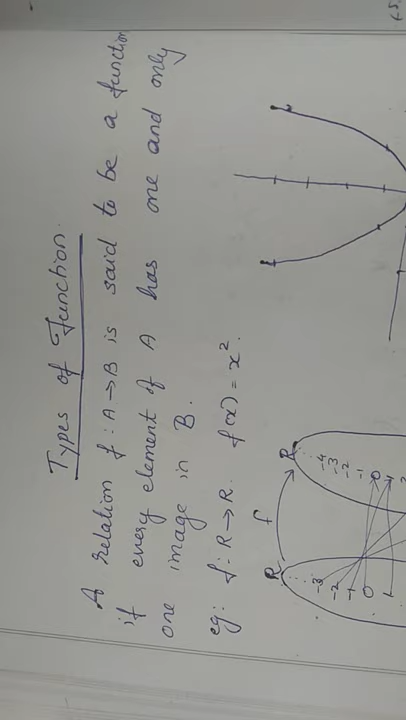 Types of Function.
A relation f : A → B is said to be a function
if every element of A has one and only
one image in B.
eg: f : R → R. f(x) = x².
f
R R
-3 -4
-2 -3
-1 -2
0 -1
1 0
1